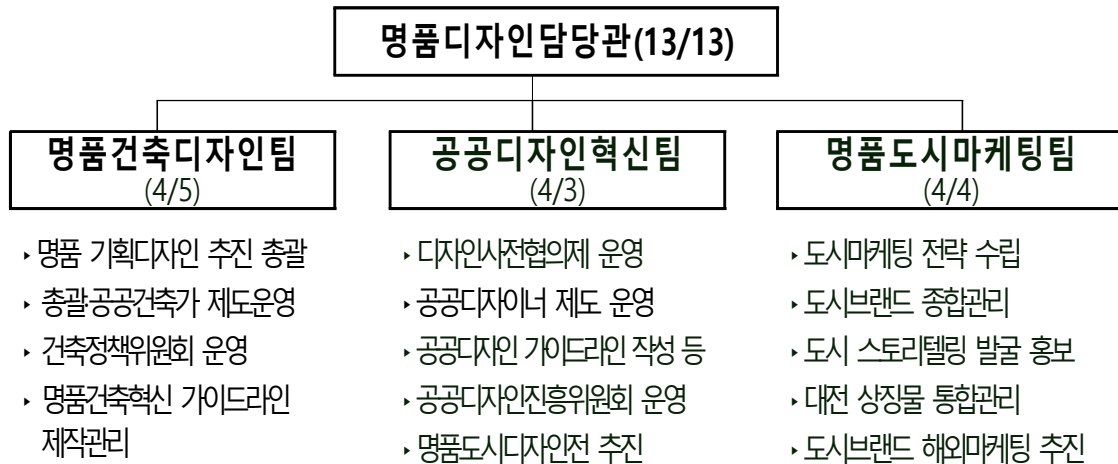 명품디자인담당관(13/13)
명품건축디자인팀
(4/5)
‣ 명품 기획디자인 추진 총괄
‣ 총괄·공공건축가 제도운영
‣ 건축정책위원회 운영
‣ 명품건축혁신 가이드라인
제작관리
공공디자인혁신팀
(4/3)
‣ 디자인사전협의제 운영
‣ 공공디자이너 제도 운영
‣ 공공디자인 가이드라인 작성 등
‣ 공공디자인진흥위원회 운영
‣ 명품도시디자인전 추진
명품도시마케팅팀
(4/4)
‣ 도시마케팅 전략 수립
‣ 도시브랜드 종합관리
‣ 도시 스토리텔링 발굴 홍보
‣ 대전 상징물 통합관리
‣ 도시브랜드 해외마케팅 추진